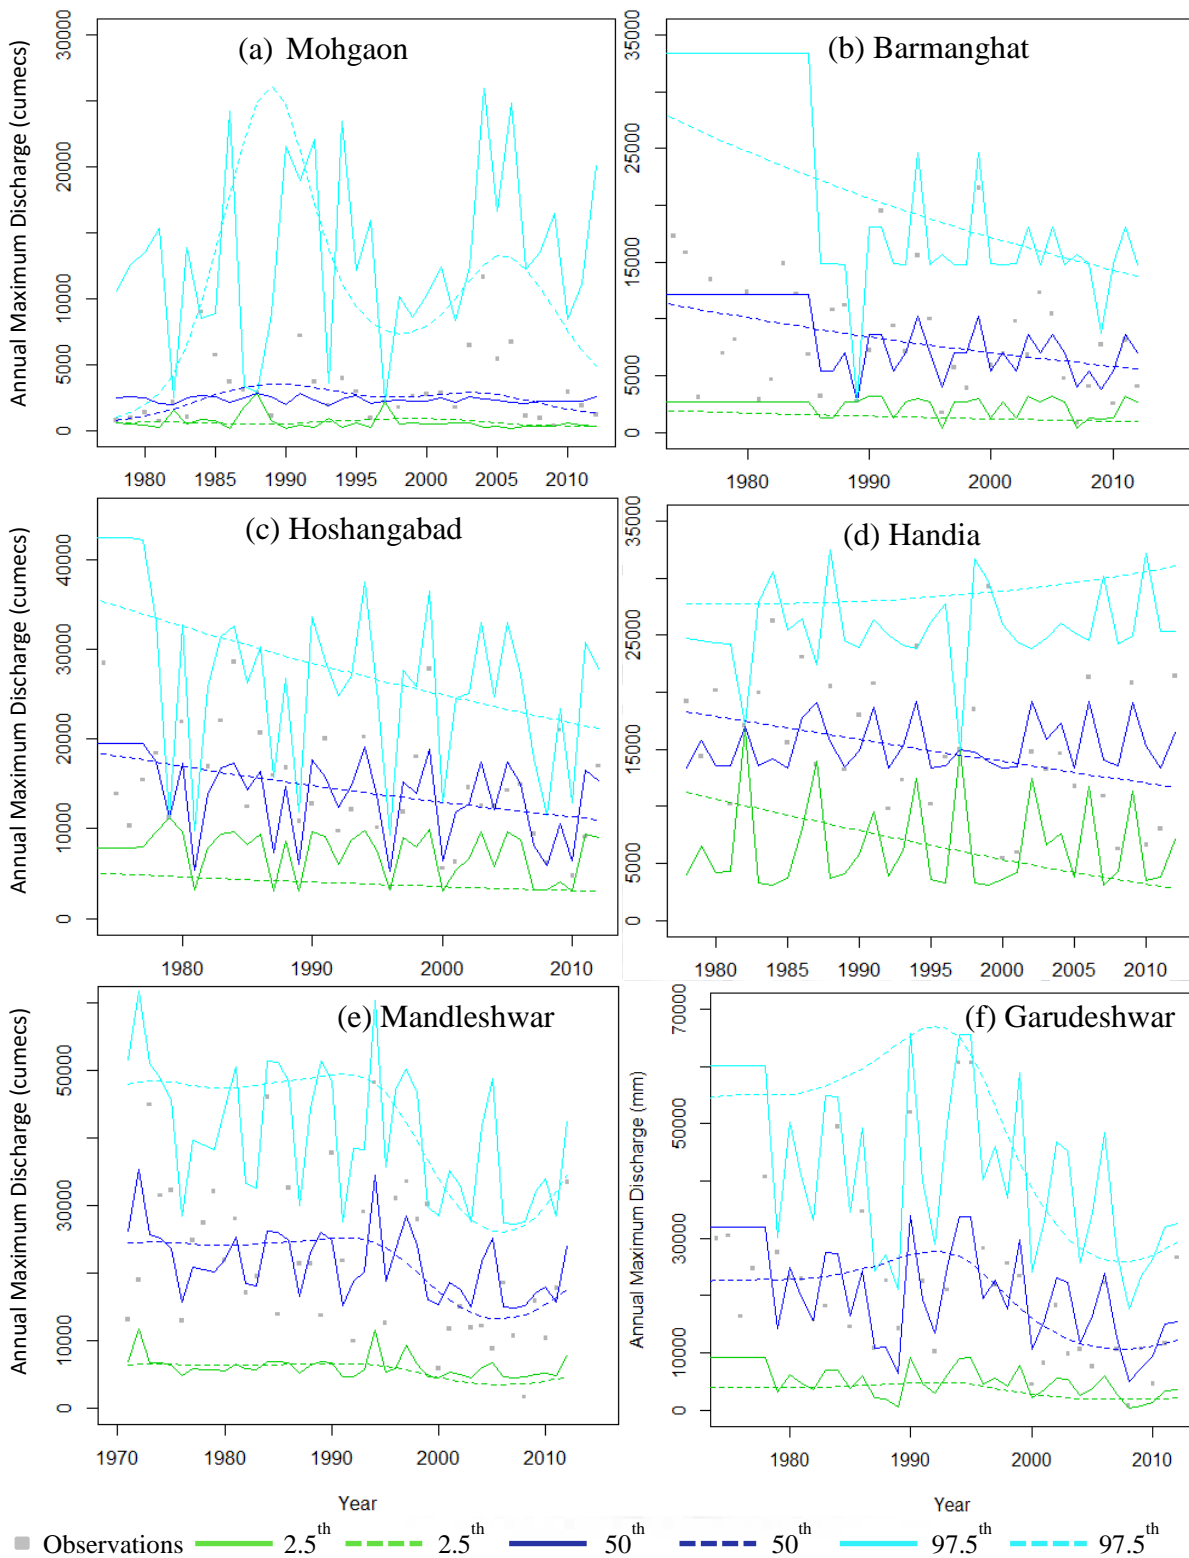 (a) Mohgaon
Annual Maximum Discharge (cumecs)
30000
20000
10000
5000
0
1980 1985 1990 1995 2000 2005 2010
(b) Barmanghat
35000
25000
15000
5000
0
1980 1990 2000 2010
(c) Hoshangabad
Annual Maximum Discharge (cumecs)
40000
30000
20000
10000
0
1980 1990 2000 2010
(d) Handia
35000
25000
15000
5000
0
1980 1985 1990 1995 2000 2005 2010
(e) Mandleshwar
Annual Maximum Discharge (cumecs)
50000
30000
10000
0
1970 1980 1990 2000 2010
Year
(f) Garudeshwar
Annual Maximum Discharge (mm)
70000
50000
30000
10000
0
1980 1990 2000 2010
Year
Observations 2.5th 2.5th 50th 50th 97.5th 97.5th